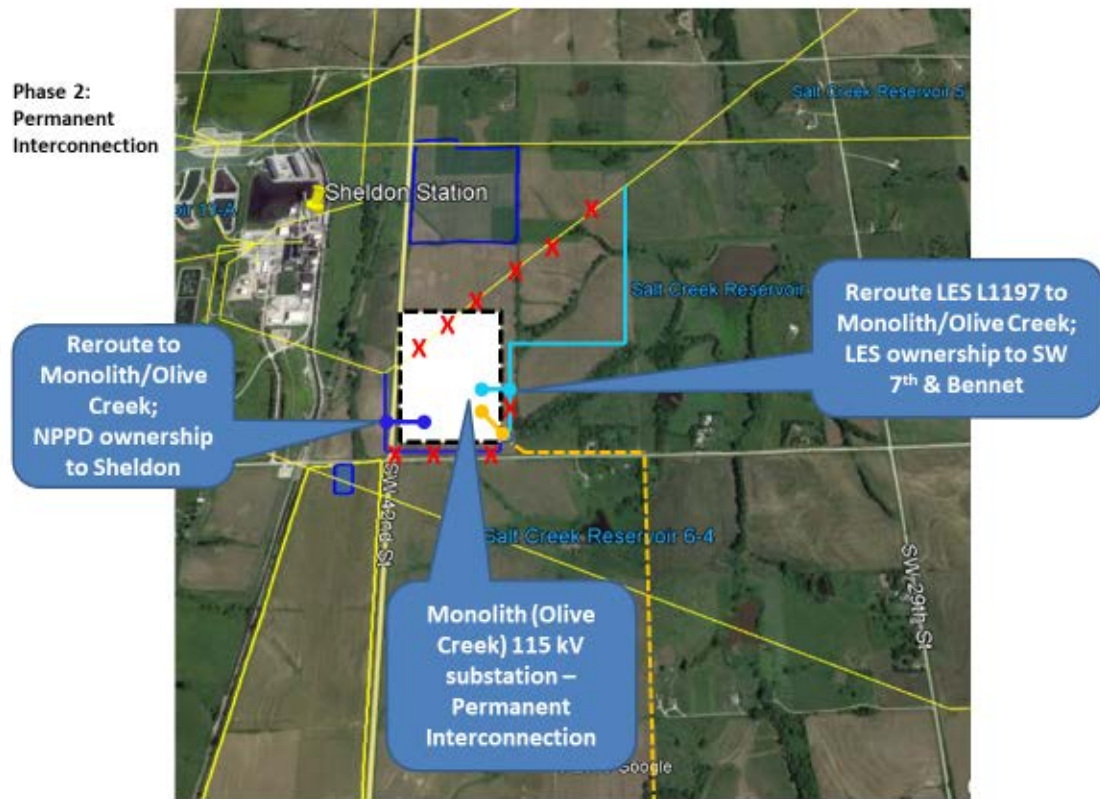 Phase 2:
Permanent
Interconnection
Salt Creek Reservoir 5
Sheldon Station
11-A
Salt Creek Reservoir
Reroute LES L1197 to
Monolith/Olive Creek;
LES ownership to SW
7th & Bennet
Reroute to
Monolith/Olive
Creek;
NPPD ownership
to Sheldon
X
X
X
X
X
X
X
X
X
X
SW 42nd St
Salt Creek Reservoir 6-4
SW 29th St
Monolith (Olive
Creek) 115 kV
substation –
Permanent
Interconnection
Google